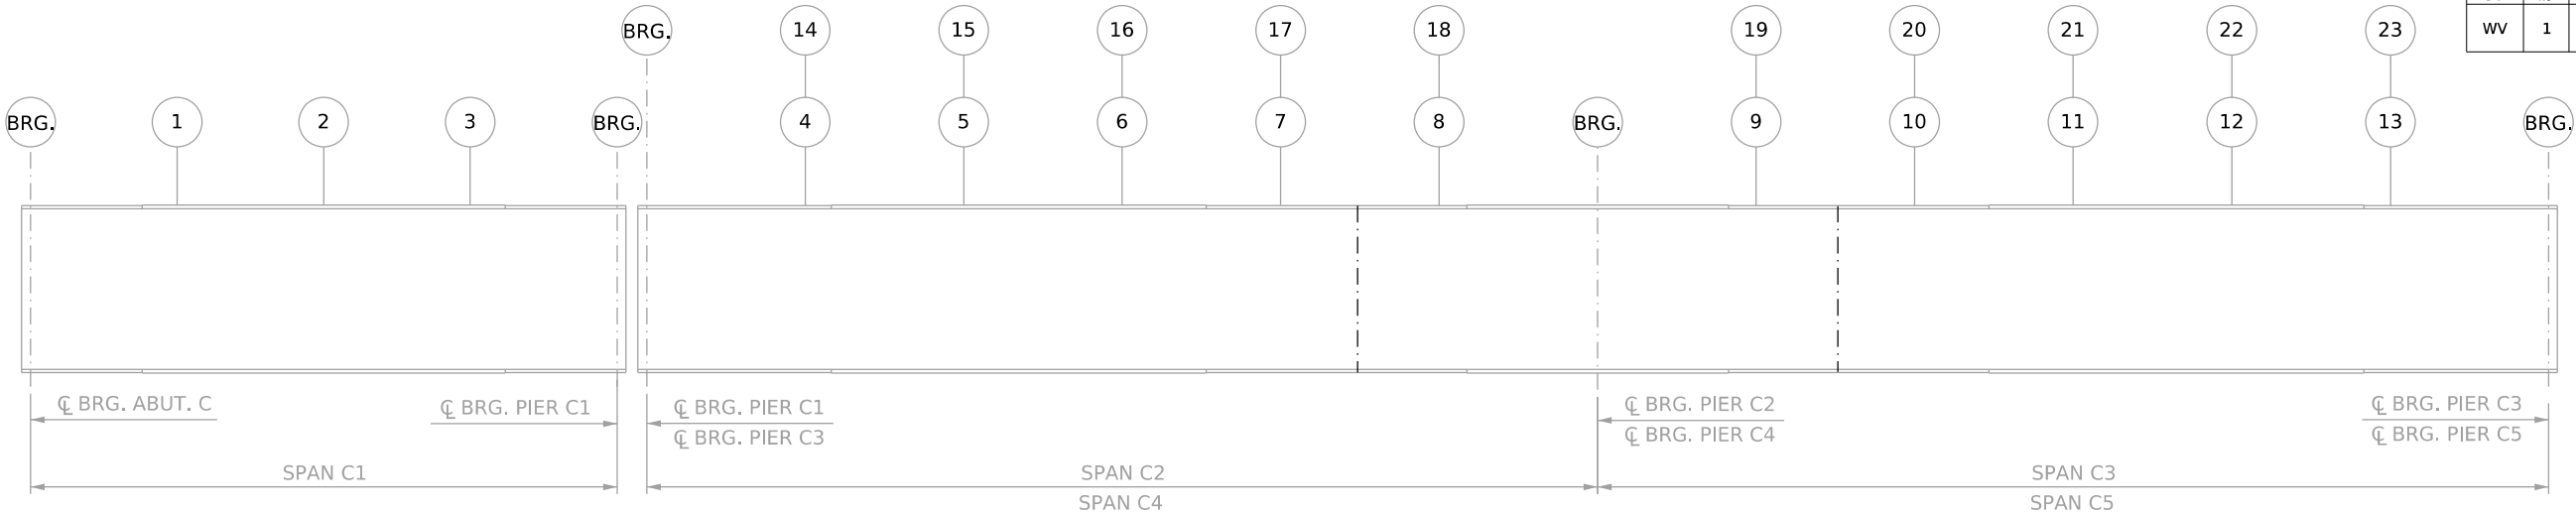 BRG. 14 15 16 17 18 19 20 21 22 23
WV 1
BRG. 1 2 3 BRG. 4 5 6 7 8 BRG. 9 10 11 12 13 BRG.
℄ BRG. ABUT. C
℄ BRG. PIER C1
℄ BRG. PIER C1
℄ BRG. PIER C3
℄ BRG. PIER C2
℄ BRG. PIER C4
℄ BRG. PIER C3
℄ BRG. PIER C5
SPAN C1
SPAN C2
SPAN C4
SPAN C3
SPAN C5